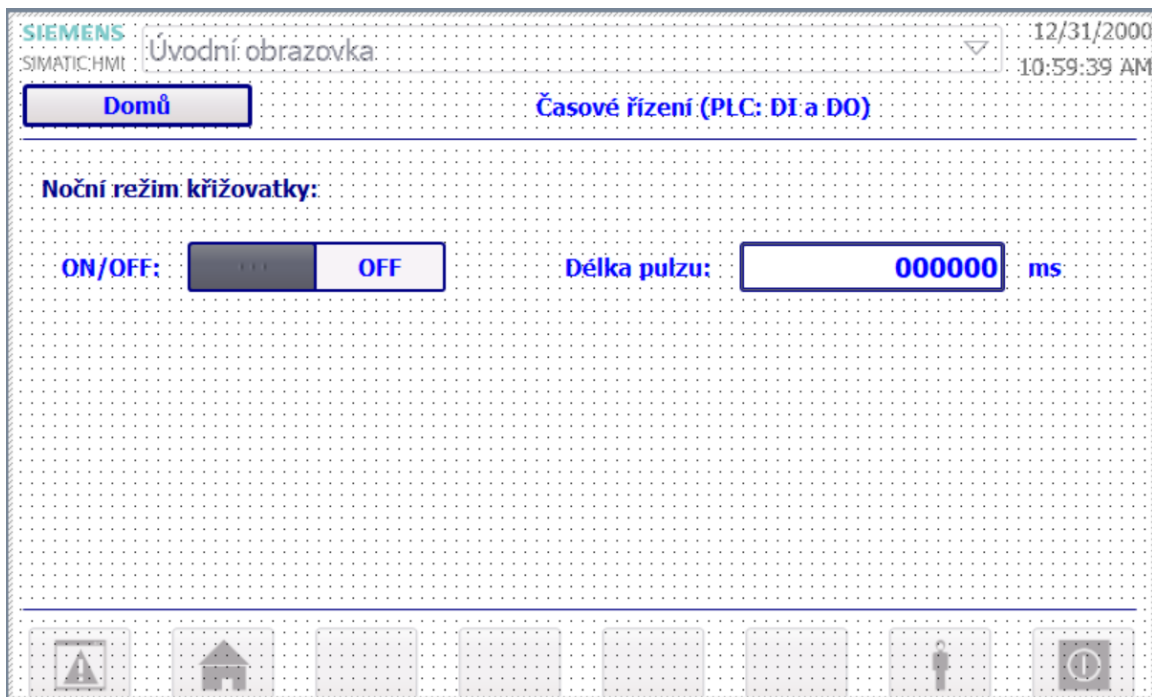 SIEMENS
SIMATIC HMI
Úvodní obrazovka
12/31/2000
10:59:39 AM
Domů
Časové řízení (PLC: DI a DO)
Noční režim křižovatky:
ON/OFF:
OFF
Délka pulzu:
000000
ms